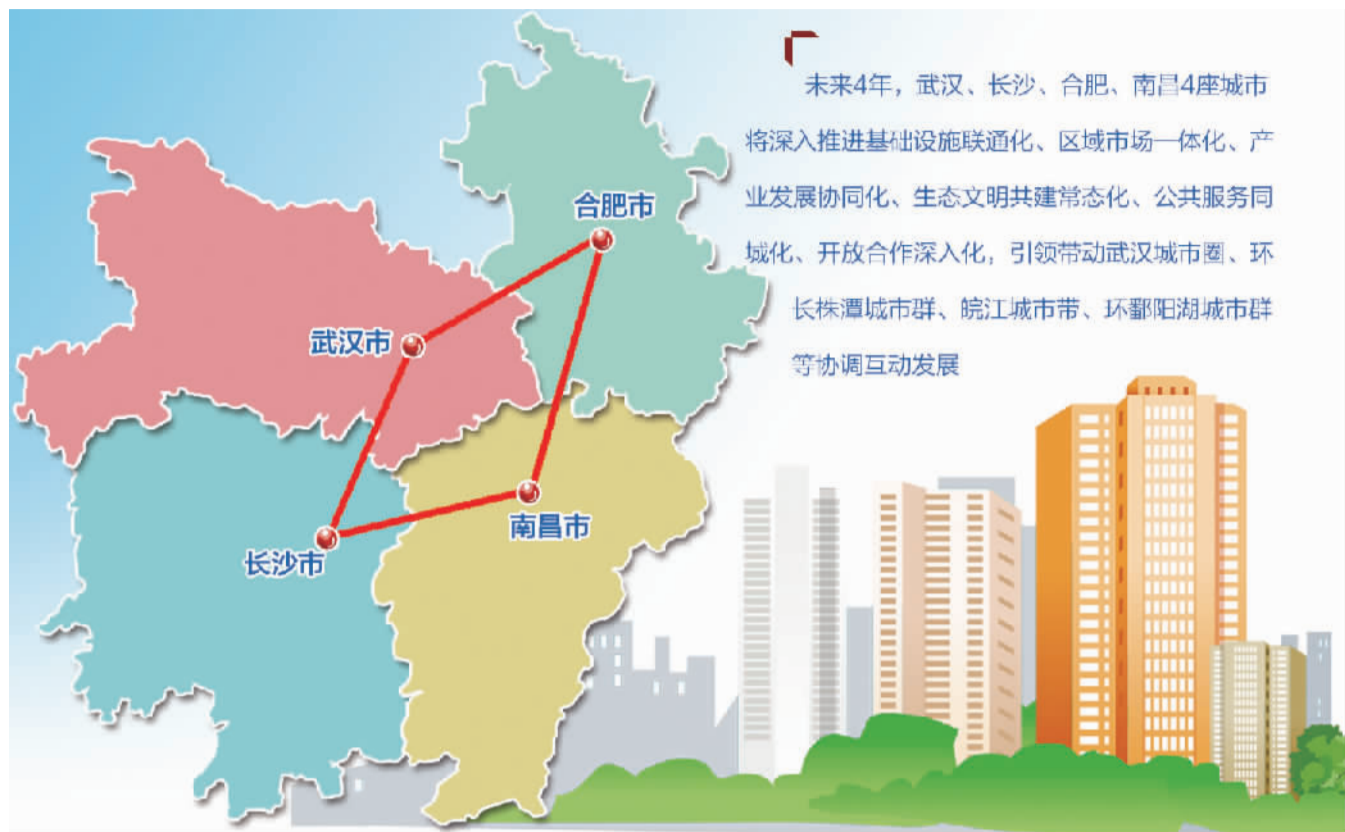 未来4年，武汉、长沙、合肥、南昌4座城市
将深入推进基础设施联通化、区域市场一体化、产
业发展协同化、生态文明共建常态化、公共服务同
城化、开放合作深入化，引领带动武汉城市圈、环
长株潭城市群、皖江城市带、环鄱阳湖城市群
等协调互动发展
合肥市
武汉市
南昌市
长沙市